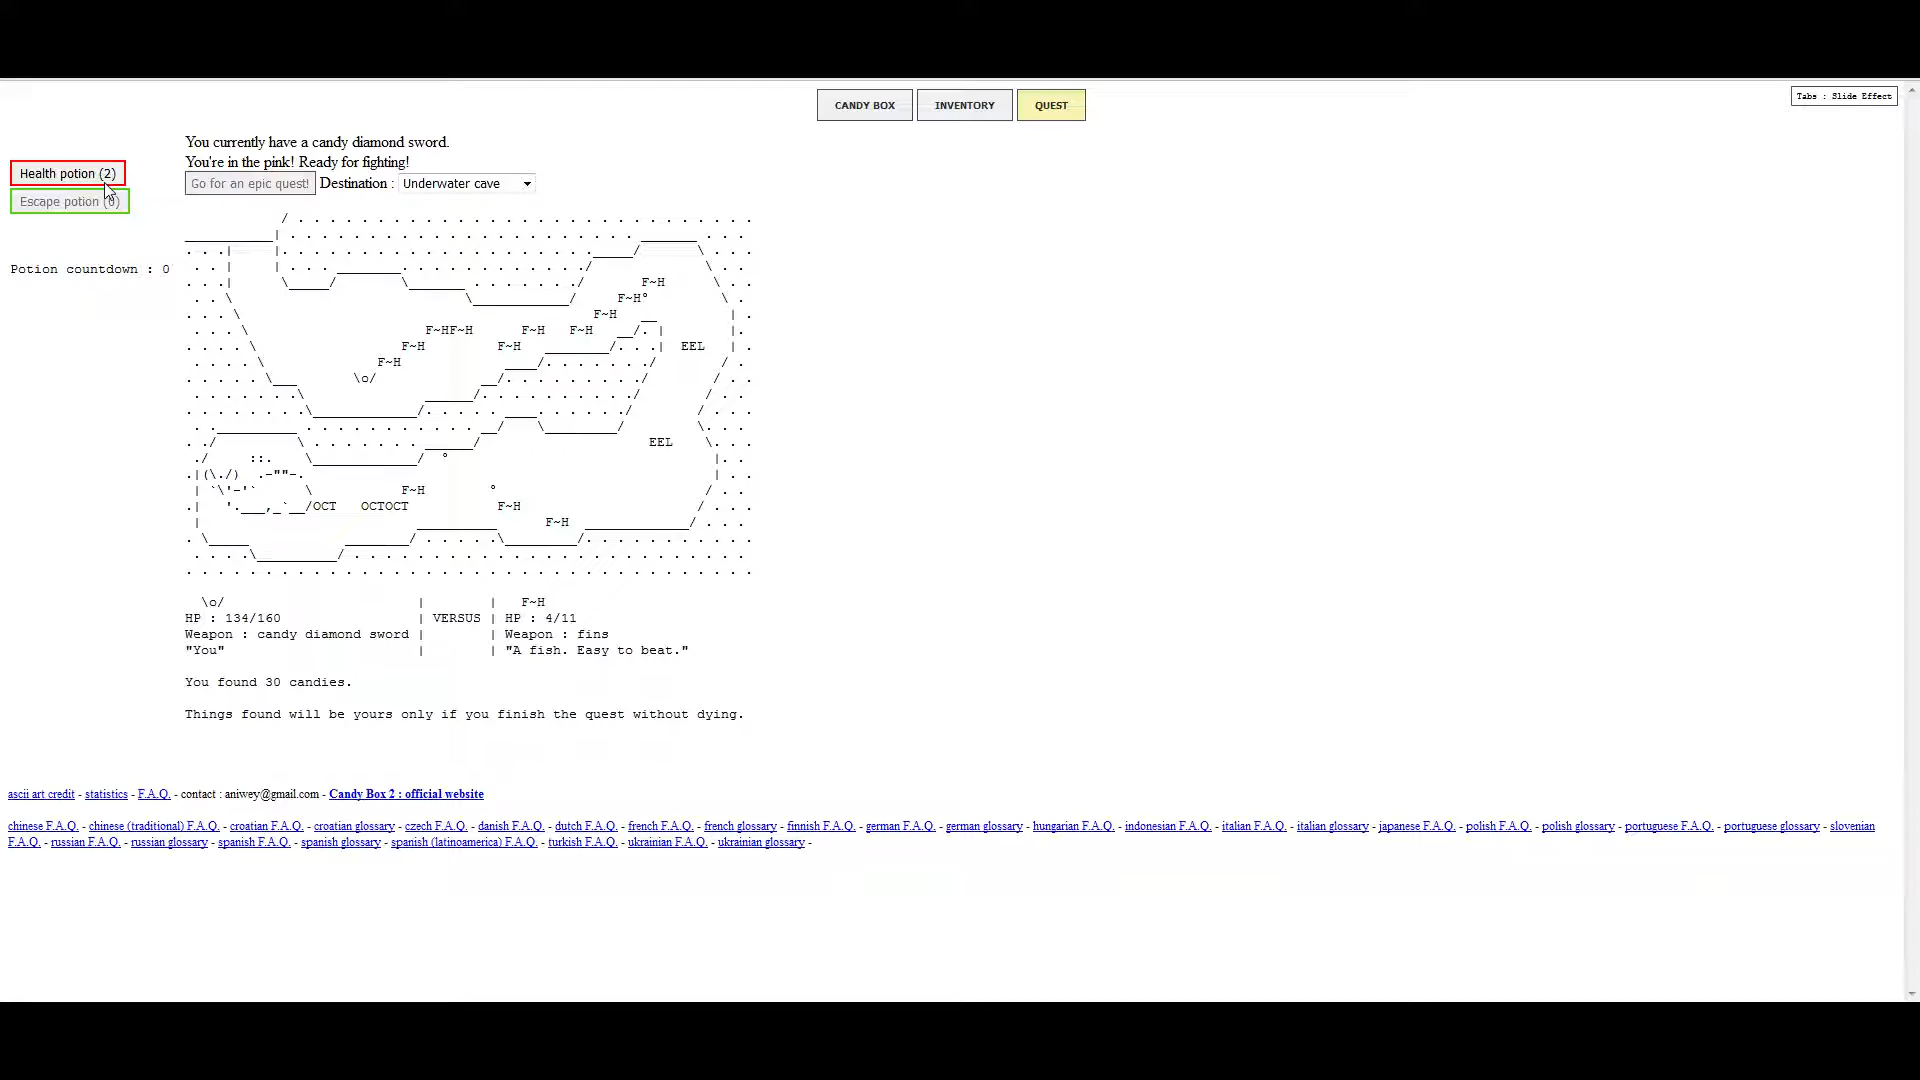 CANDY BOX INVENTORY QUEST
Tabs : Slide Effect
You currently have a candy diamond sword.
You're in the pink! Ready for fighting!
Health potion (2)
Go for an epic quest! Destination : Underwater cave
Escape potion (0)
Potion countdown : 0
F~H
F~H°
F~H
F~HF~H F~H F~H
F~H F~H EEL
F~H
\o/
EEL
F~H
OCT OCTOCT F~H
F~H
\o/ | | F~H
HP : 134/160 | VERSUS | HP : 4/11
Weapon : candy diamond sword | | Weapon : fins
"You" | | "A fish. Easy to beat."
You found 30 candies.
Things found will be yours only if you finish the quest without dying.
ascii art credit - statistics - F.A.Q. - contact : aniwey@gmail.com - Candy Box 2 : official website
chinese F.A.Q. - chinese (traditional) F.A.Q. - croatian F.A.Q. - croatian glossary - czech F.A.Q. - danish F.A.Q. - dutch F.A.Q. - french F.A.Q. - french glossary - finnish F.A.Q. - german F.A.Q. - german glossary - hungarian F.A.Q. - indonesian F.A.Q. - italian F.A.Q. - italian glossary - japanese F.A.Q. - polish F.A.Q. - polish glossary - portuguese F.A.Q. - portuguese glossary - slovenian
F.A.Q. - russian F.A.Q. - russian glossary - spanish F.A.Q. - spanish glossary - spanish (latinoamerica) F.A.Q. - turkish F.A.Q. - ukrainian F.A.Q. - ukrainian glossary -